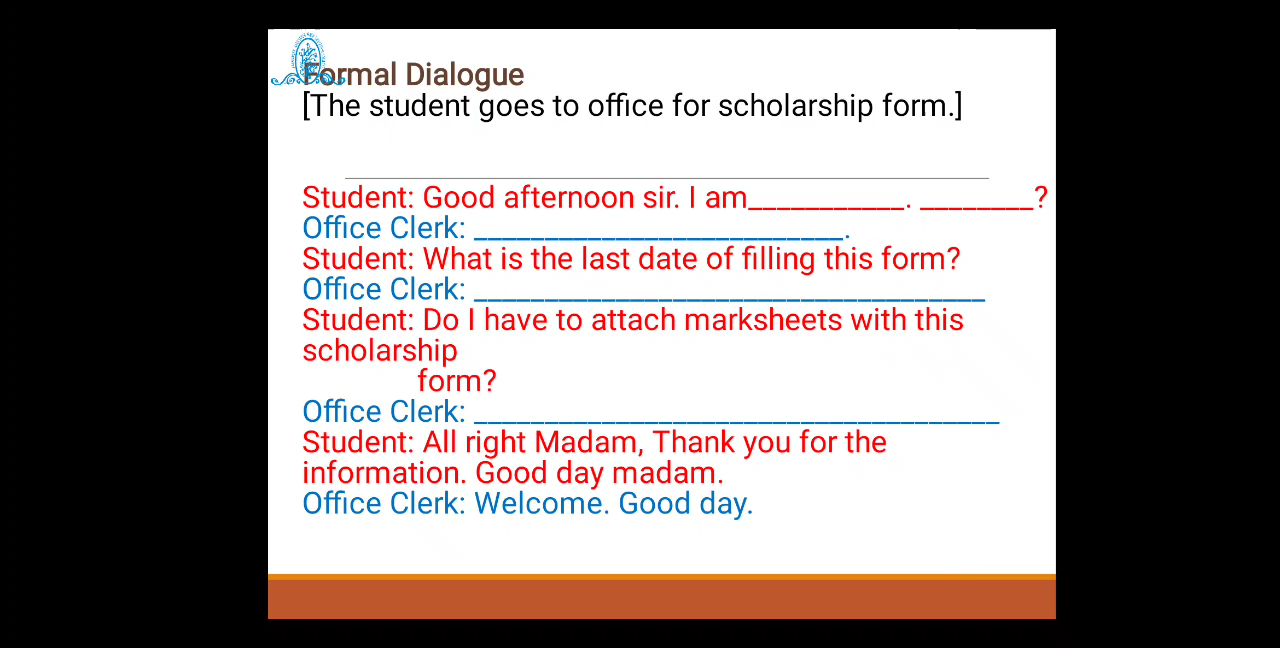 Formal Dialogue
[The student goes to office for scholarship form.]
Student: Good afternoon sir. I am___________. ________?
Office Clerk: __________________________.
Student: What is the last date of filling this form?
Office Clerk: ____________________________________
Student: Do I have to attach marksheets with this
scholarship
form?
Office Clerk: _____________________________________
Student: All right Madam, Thank you for the
information. Good day madam.
Office Clerk: Welcome. Good day.